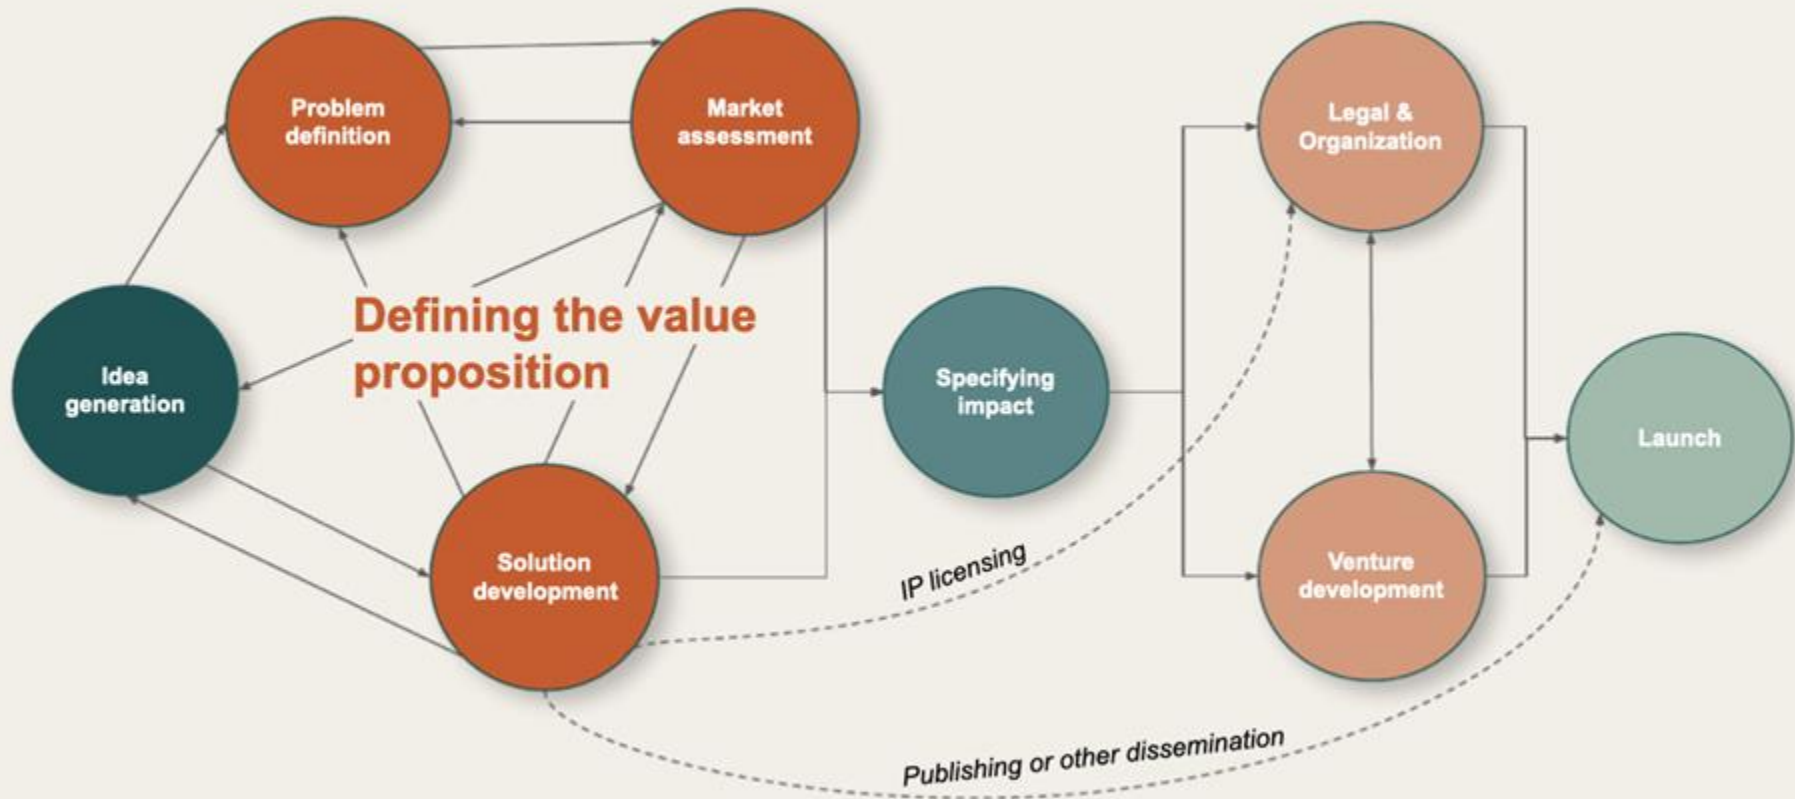 Problem
definition
Market
assessment
Legal &
Organization
Defining the value
proposition
Idea
generation
Specifying
impact
Launch
Solution
development
IP licensing
Venture
development
Publishing or other dissemination